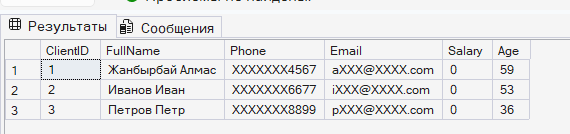 Результаты Сообщения
ClientID FullName Phone Email Salary Age
1 1 Жанбырбай Алмас XXXXXXX4567 aXXX@XXXX.com 0 59
2 2 Иванов Иван XXXXXXX6677 iXXX@XXXX.com 0 53
3 3 Петров Петр XXXXXXX8899 pXXX@XXXX.com 0 36